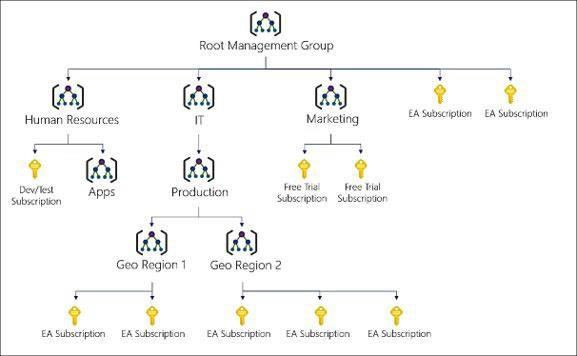 Root Management Group
Human Resources
IT
Marketing
EA Subscription
EA Subscription
Dev/Test
Subscription
Apps
Production
Free Trial
Subscription
Free Trial
Subscription
Geo Region 1
Geo Region 2
EA Subscription
EA Subscription
EA Subscription
EA Subscription
EA Subscription